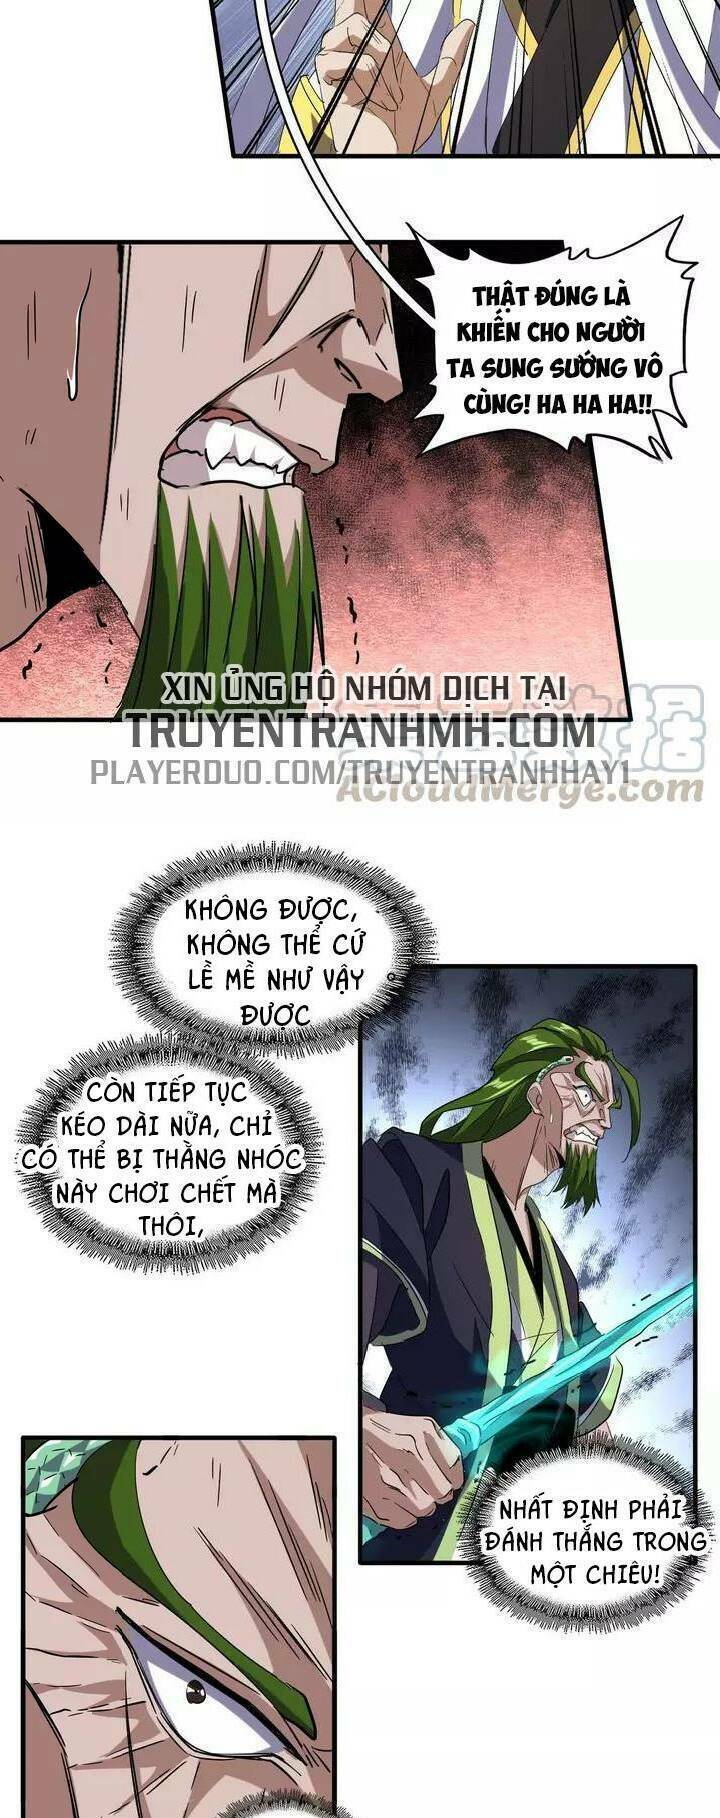 THẬT ĐÚNG LÀ
KHIẾN CHO NGƯỜI
TA SUNG SƯỚNG VÔ
CÙNG! HA HA HA!!
XIN ỦNG HỘ NHÓM DỊCH TẠI
TRUYENTRANHMH.COM
PLAYERDUO.COM/TRUYENTRANHHAY1
AcloudMerge.com
KHÔNG ĐƯỢC,
KHÔNG THỂ CỨ
LỀ MỀ NHƯ VẬY
ĐƯỢC
CÒN TIẾP TỤC
KÉO DÀI NỮA, CHỈ
CÓ THỂ BỊ THẰNG NHÓC
NÀY CHƠI CHẾT MÀ
THÔI,
NHẤT ĐỊNH PHẢI
ĐÁNH THẮNG TRONG
MỘT CHIÊU!